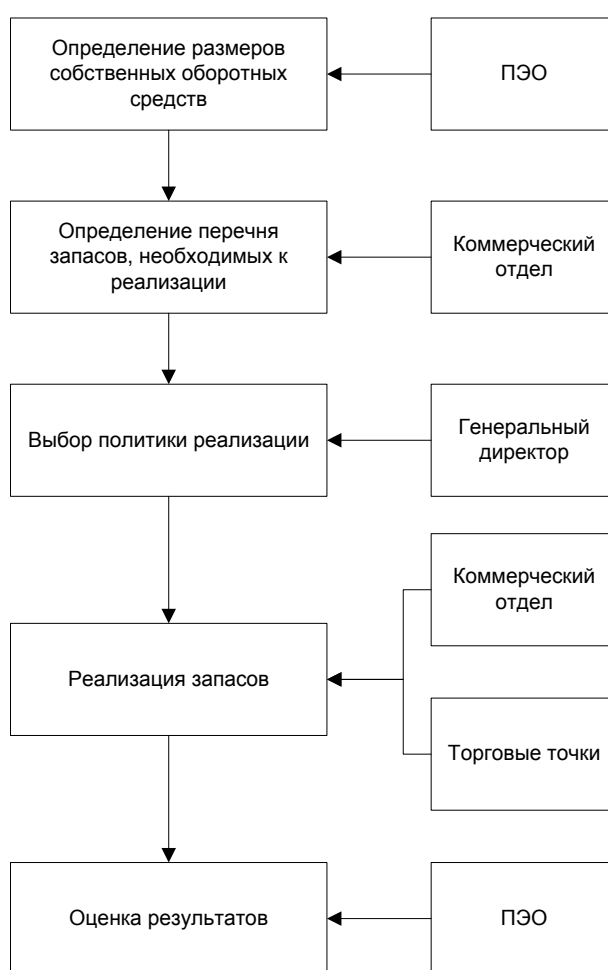 Определение размеров
собственных оборотных
средств
ПЭО
Определение перечня
запасов, необходимых к
реализации
Коммерческий
отдел
Выбор политики реализации
Генеральный
директор
Коммерческий
отдел
Реализация запасов
Торговые точки
Оценка результатов
ПЭО